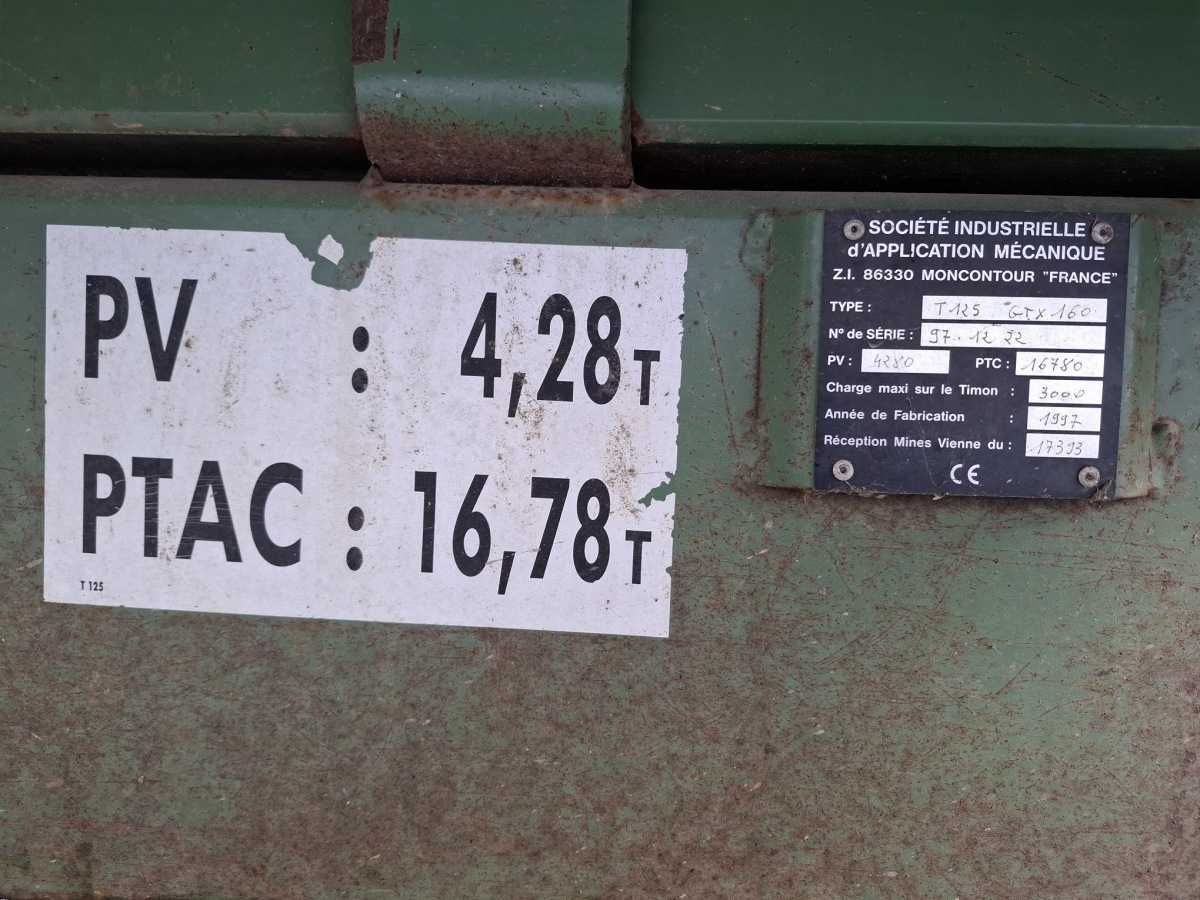 PV : 4,28 T
PTAC : 16,78 T
T 125
SOCIÉTÉ INDUSTRIELLE
d'APPLICATION MÉCANIQUE
Z.I. 86330 MONCONTOUR "FRANCE"
TYPE : T125 GTX 160
N° de SÉRIE : 97.12 22
PV : 4280 PTC : 16780
Charge maxi sur le Timon : 3000
Année de Fabrication : 1997
Réception Mines Vienne du : 17393
CE